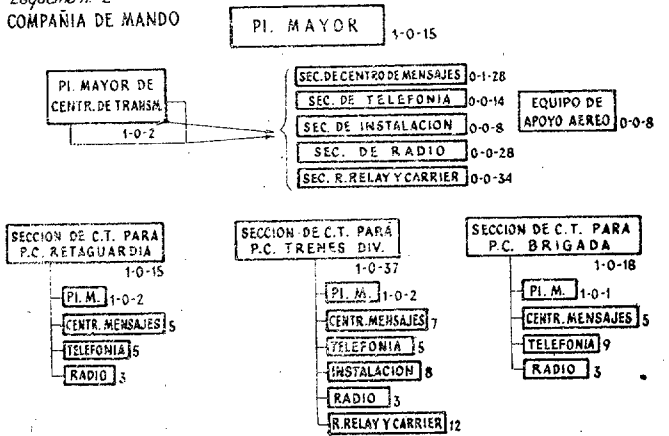 Esquema n.º 2
COMPAÑIA DE MANDO
Pl. MAYOR
1-0-15
PI. MAYOR DE
CENTR. DE TRANSM.
1-0-2
SEC. DE CENTRO DE MENSAJES 0-1-28
SEC. DE TELEFONIA 0-0-14
SEC. DE INSTALACION 0-0-8
SEC. DE RADIO 0-0-28
SEC. R.RELAY Y CARRIER 0-0-34
EQUIPO DE
APOYO AEREO 0-0-8
SECCION DE C.T. PARA
P.C. RETAGUARDIA
1-0-15
PI. M. 1-0-2
CENTR. MENSAJES 5
TELEFONIA 5
RADIO 3
SECCION DE C.T. PARA
P.C. TRENES DIV.
1-0-37
PI. M. 1-0-2
CENTR. MENSAJES 7
TELEFONIA 5
INSTALACION 8
RADIO 3
R.RELAY Y CARRIER 12
SECCION DE C.T. PARA
P.C. BRIGADA
1-0-18
PI. M. 1-0-1
CENTR. MENSAJES 5
TELEFONIA 9
RADIO 3